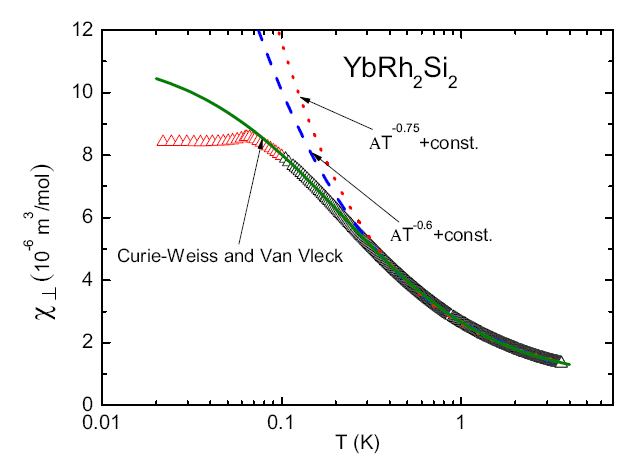 12
10
8
6
4
2
0
χ⊥ (10⁻⁶ m³/mol)
YbRh₂Si₂
AT⁻⁰·⁷⁵+const.
AT⁻⁰·⁶+const.
Curie-Weiss and Van Vleck
0.01
0.1
1
T (K)